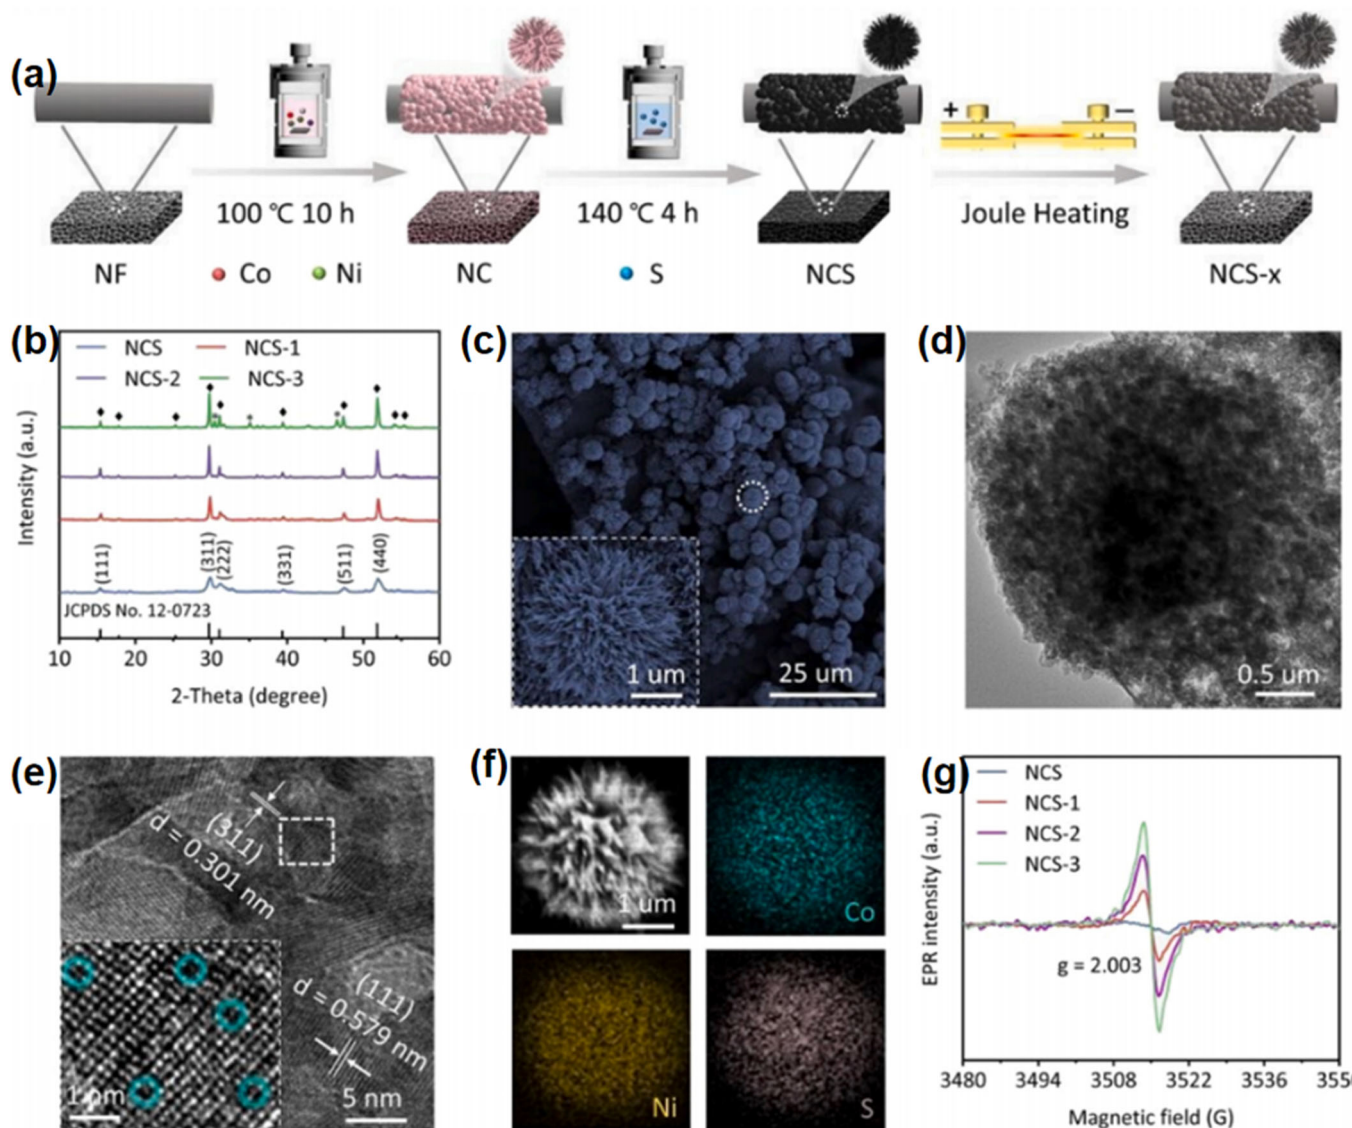 (a)
+
−
100 °C 10 h
140 °C 4 h
Joule Heating
NF
Co
Ni
NC
S
NCS
NCS-x
(b)
NCS
NCS-1
NCS-2
NCS-3
Intensity (a.u.)
(111)
(311)
(222)
(331)
(511)
(440)
JCPDS No. 12-0723
10
20
30
40
50
60
2-Theta (degree)
(c)
1 um
25 um
(d)
0.5 um
(e)
(311)
d = 0.301 nm
(111)
d = 0.579 nm
5 nm
(f)
1 um
Co
Ni
S
(g)
NCS
NCS-1
NCS-2
NCS-3
EPR intensity (a.u.)
g = 2.003
3480
3494
3508
3522
3536
355
Magnetic field (G)